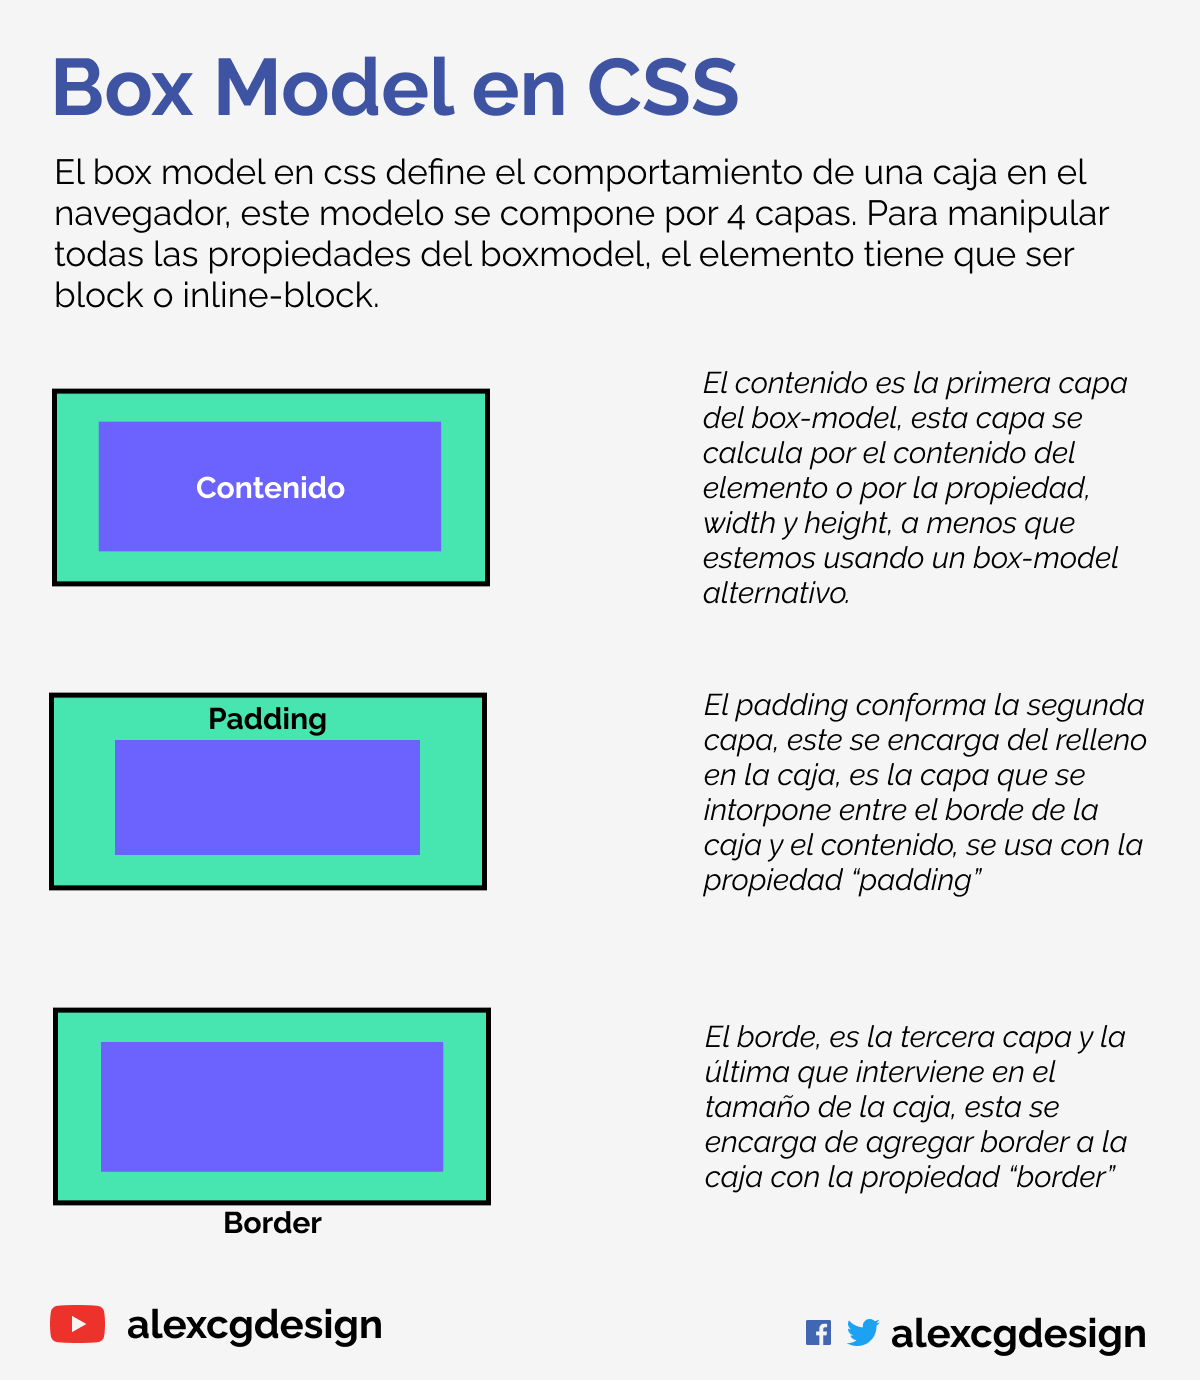 Box Model en CSS
El box model en css define el comportamiento de una caja en el
navegador, este modelo se compone por 4 capas. Para manipular
todas las propiedades del boxmodel, el elemento tiene que ser
block o inline-block.
Contenido
El contenido es la primera capa
del box-model, esta capa se
calcula por el contenido del
elemento o por la propiedad,
width y height, a menos que
estemos usando un box-model
alternativo.
Padding
El padding conforma la segunda
capa, este se encarga del relleno
en la caja, es la capa que se
intorpone entre el borde de la
caja y el contenido, se usa con la
propiedad “padding”
El borde, es la tercera capa y la
última que interviene en el
tamaño de la caja, esta se
encarga de agregar border a la
caja con la propiedad “border”
Border
alexcgdesign
alexcgdesign